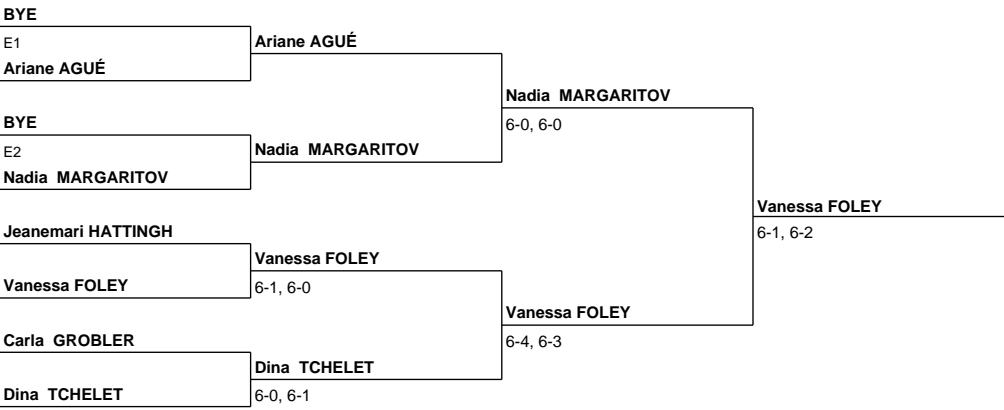 BYE
E1
Ariane AGUÉ
BYE
E2
Nadia MARGARITOV
Jeanemari HATTINGH
Vanessa FOLEY
Carla GROBLER
Dina TCHELET
Ariane AGUÉ
Nadia MARGARITOV
Vanessa FOLEY
6-1, 6-0
Dina TCHELET
6-0, 6-1
Nadia MARGARITOV
6-0, 6-0
Vanessa FOLEY
6-4, 6-3
Vanessa FOLEY
6-1, 6-2